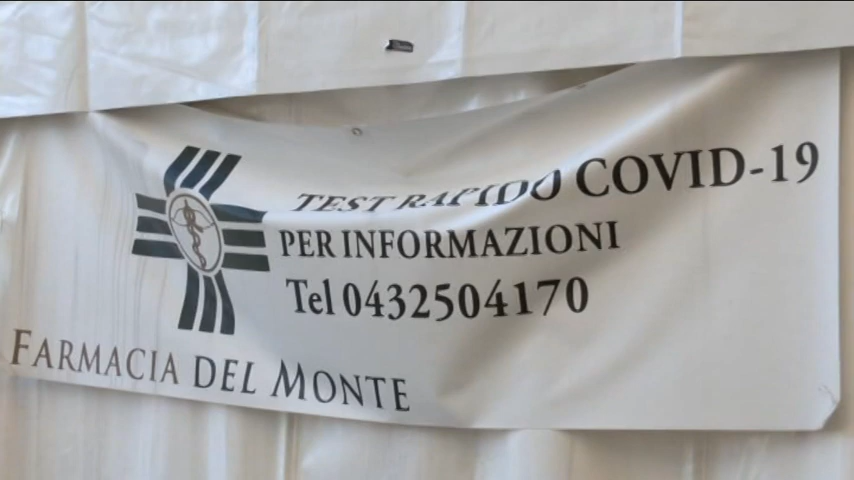 TEST RAPIDO COVID-19
PER INFORMAZIONI
Tel 0432504170
FARMACIA DEL MONTE